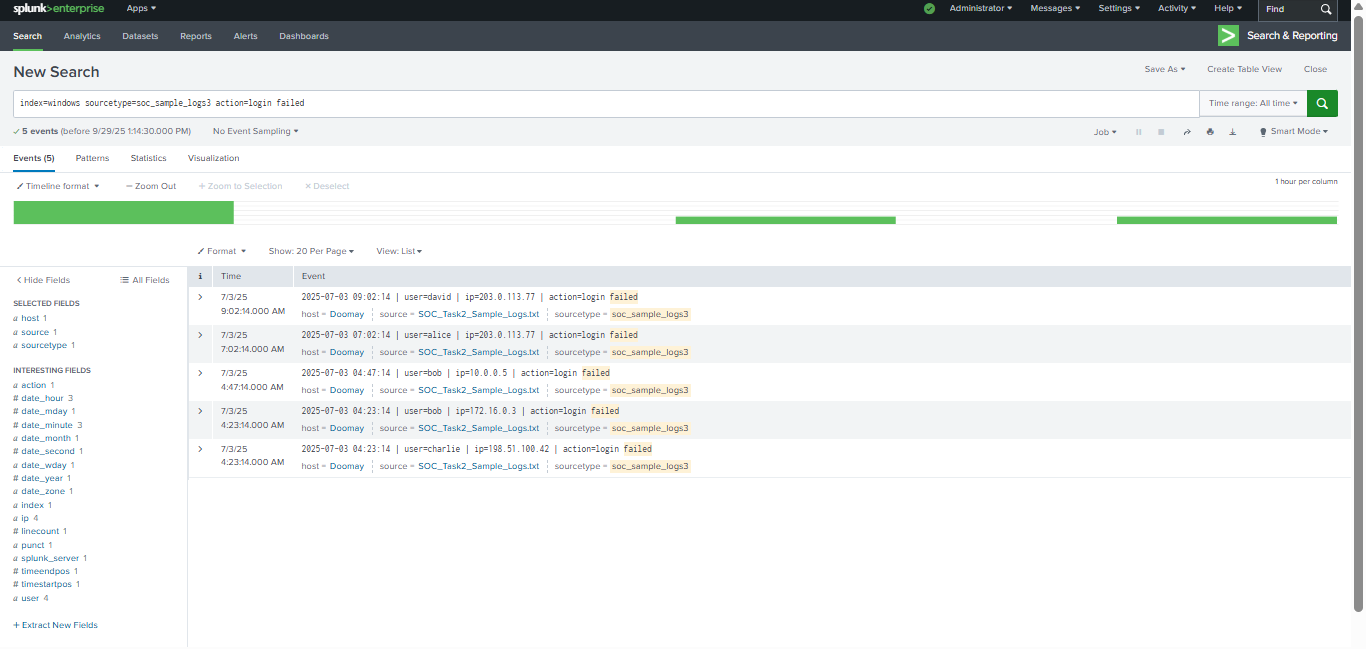 splunk>enterprise Apps Administrator Messages Settings Activity Help Find
Search Analytics Datasets Reports Alerts Dashboards Search & Reporting
New Search Save As Create Table View Close
index=windows sourcetype=soc_sample_logs3 action=login failed Time range: All time
5 events (before 9/29/25 1:14:30.000 PM) No Event Sampling Job Smart Mode
Events (5) Patterns Statistics Visualization
Timeline format − Zoom Out + Zoom to Selection × Deselect 1 hour per column
Format Show: 20 Per Page View: List
< Hide Fields All Fields
SELECTED FIELDS
a host 1
a source 1
a sourcetype 1
INTERESTING FIELDS
a action 1
# date_hour 3
# date_mday 1
# date_minute 3
a date_month 1
# date_second 1
a date_wday 1
# date_year 1
a date_zone 1
a index 1
a ip 4
# linecount 1
a punct 1
a splunk_server 1
# timeendpos 1
# timestartpos 1
a user 4
+ Extract New Fields
i Time Event
7/3/25 2025-07-03 09:02:14 | user=david | ip=203.0.113.77 | action=login failed
9:02:14.000 AM host = Doomay source = SOC_Task2_Sample_Logs.txt sourcetype = soc_sample_logs3
7/3/25 2025-07-03 07:02:14 | user=alice | ip=203.0.113.77 | action=login failed
7:02:14.000 AM host = Doomay source = SOC_Task2_Sample_Logs.txt sourcetype = soc_sample_logs3
7/3/25 2025-07-03 04:47:14 | user=bob | ip=10.0.0.5 | action=login failed
4:47:14.000 AM host = Doomay source = SOC_Task2_Sample_Logs.txt sourcetype = soc_sample_logs3
7/3/25 2025-07-03 04:23:14 | user=bob | ip=172.16.0.3 | action=login failed
4:23:14.000 AM host = Doomay source = SOC_Task2_Sample_Logs.txt sourcetype = soc_sample_logs3
7/3/25 2025-07-03 04:23:14 | user=charlie | ip=198.51.100.42 | action=login failed
4:23:14.000 AM host = Doomay source = SOC_Task2_Sample_Logs.txt sourcetype = soc_sample_logs3